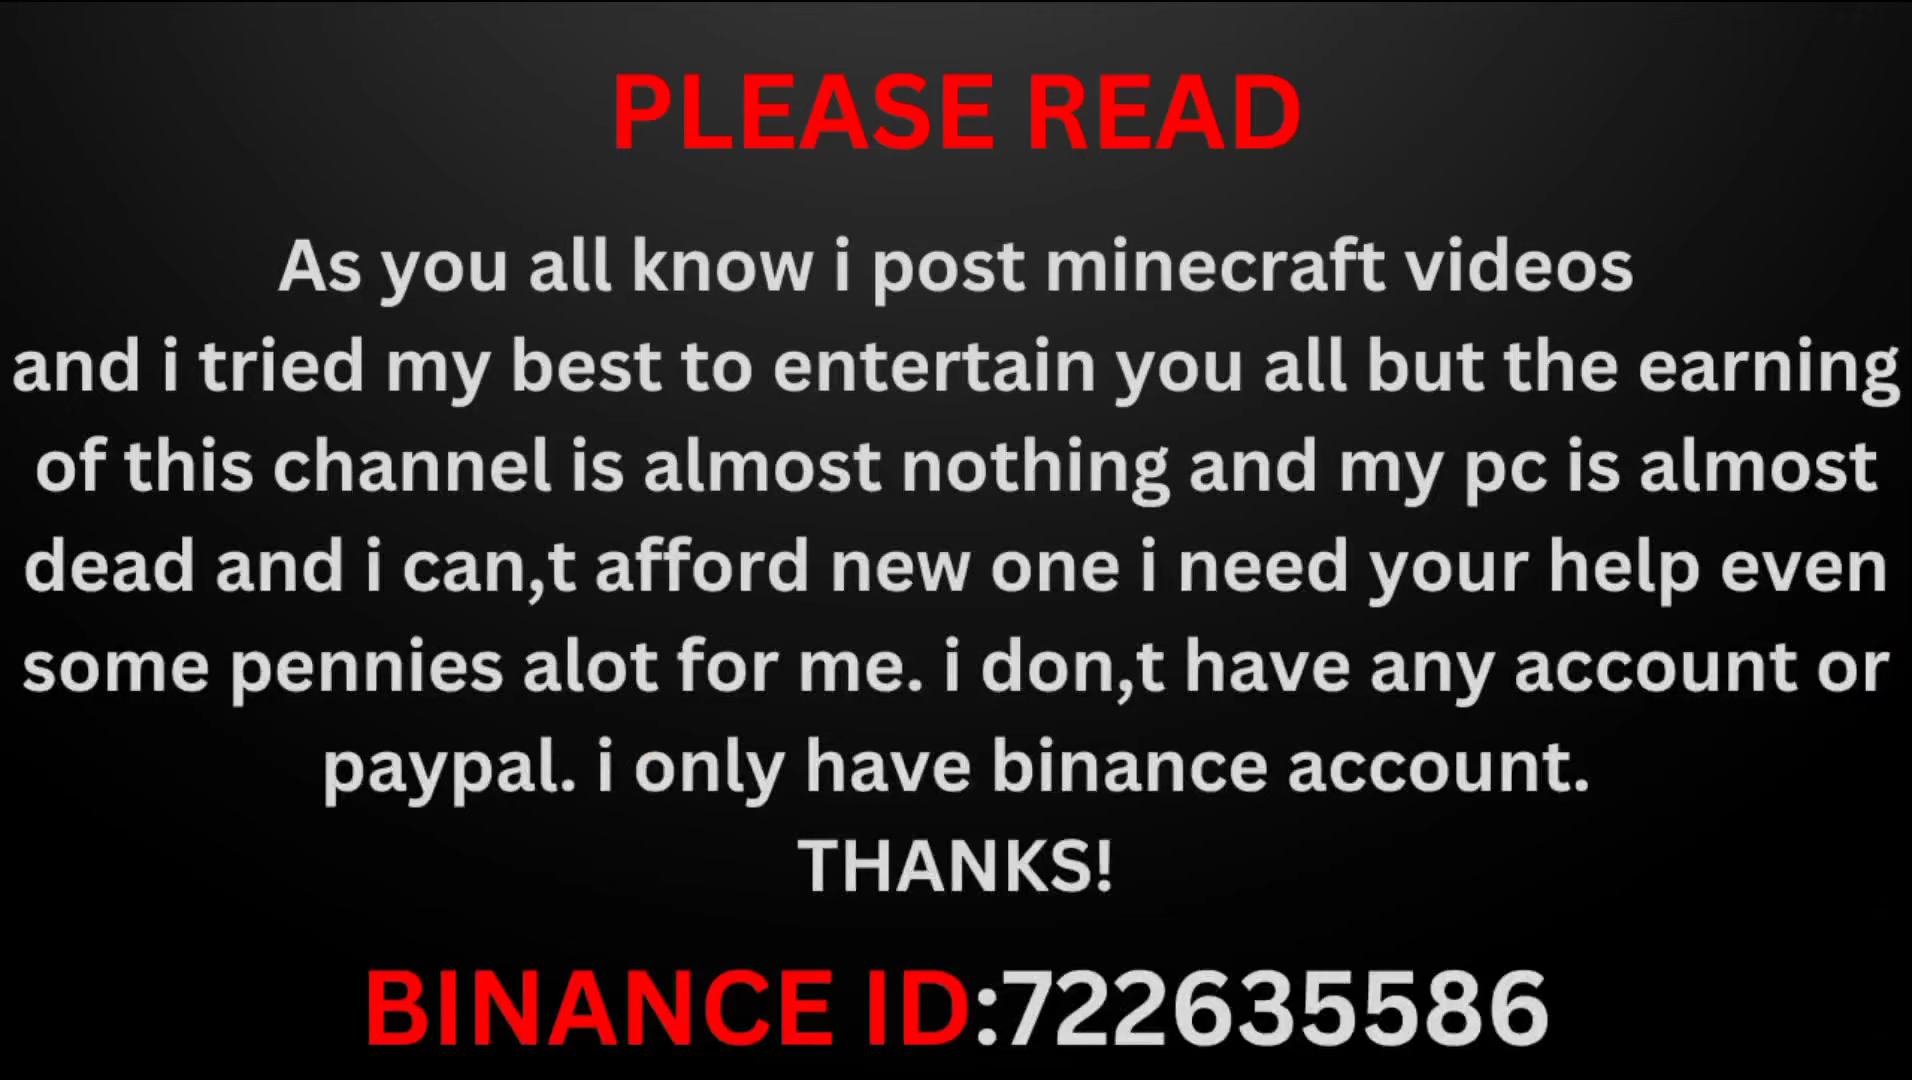 PLEASE READ
As you all know i post minecraft videos
and i tried my best to entertain you all but the earning
of this channel is almost nothing and my pc is almost
dead and i can,t afford new one i need your help even
some pennies alot for me. i don,t have any account or
paypal. i only have binance account.
THANKS!
BINANCE ID:722635586